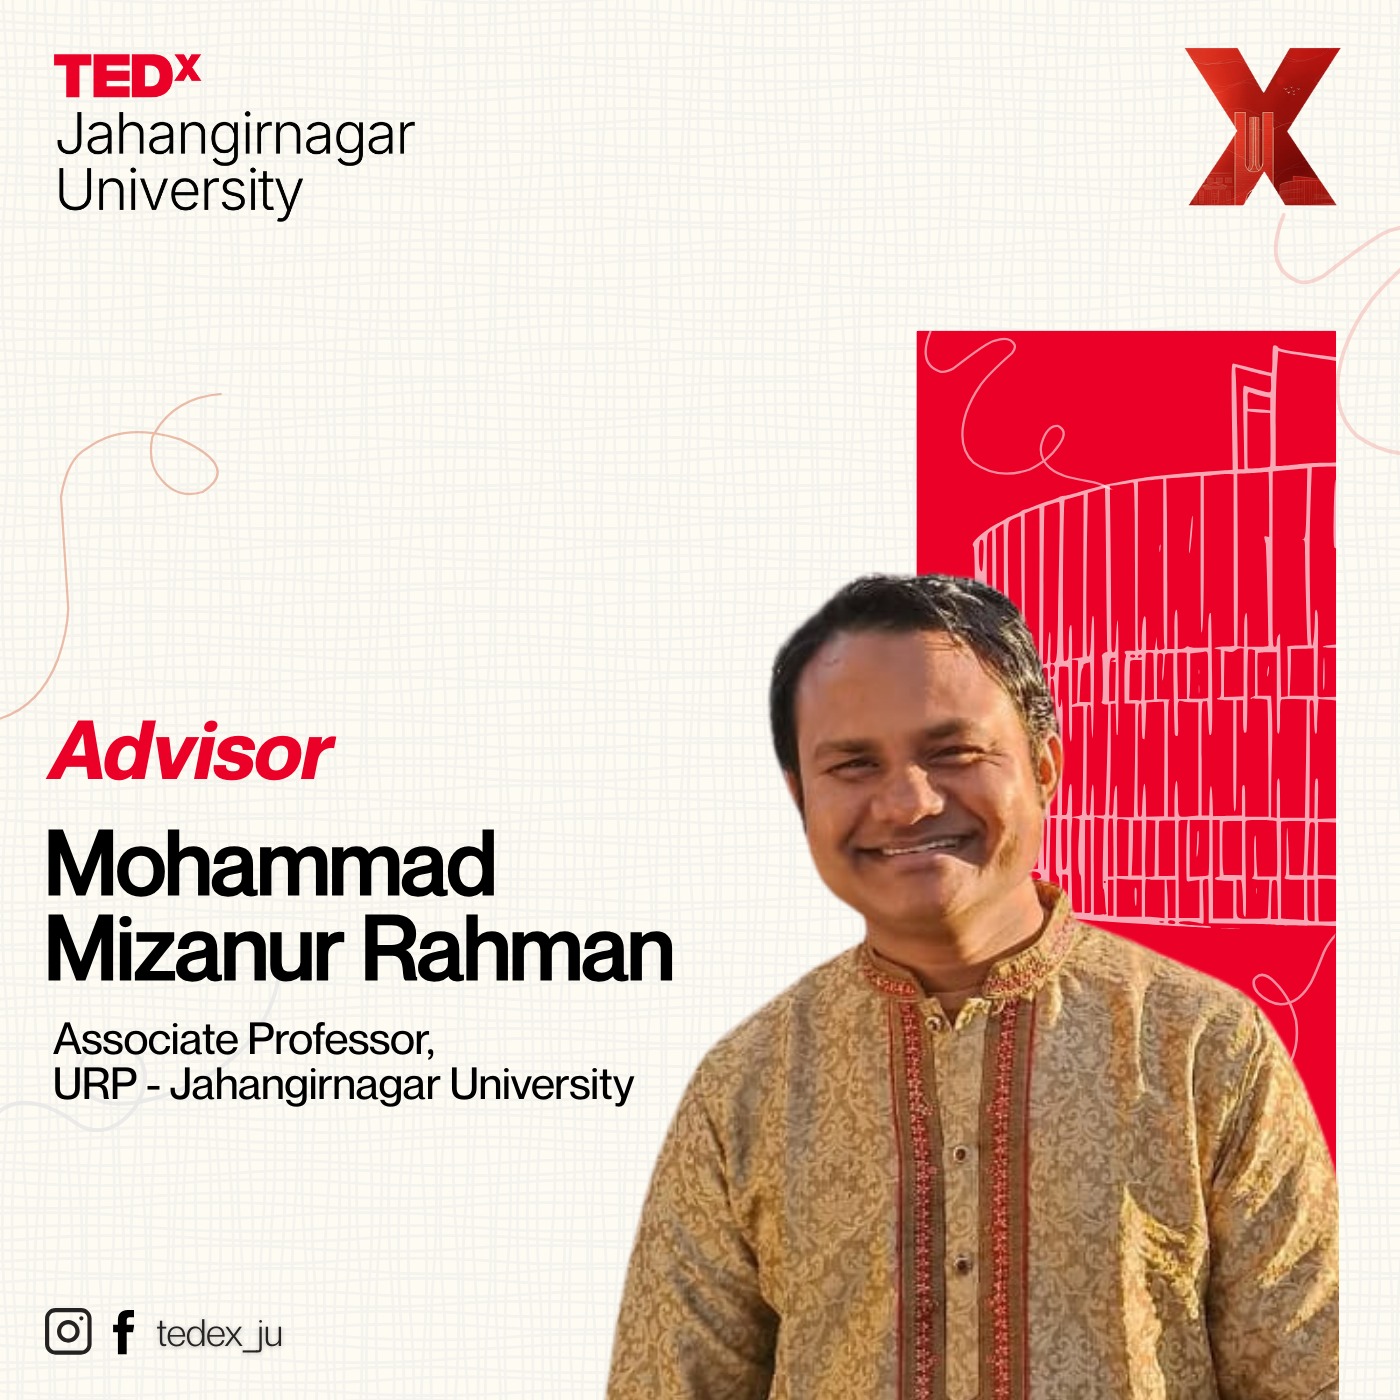 TEDx
Jahangirnagar
University
X
Advisor
Mohammad
Mizanur Rahman
Associate Professor,
URP - Jahangirnagar University
tedex_ju